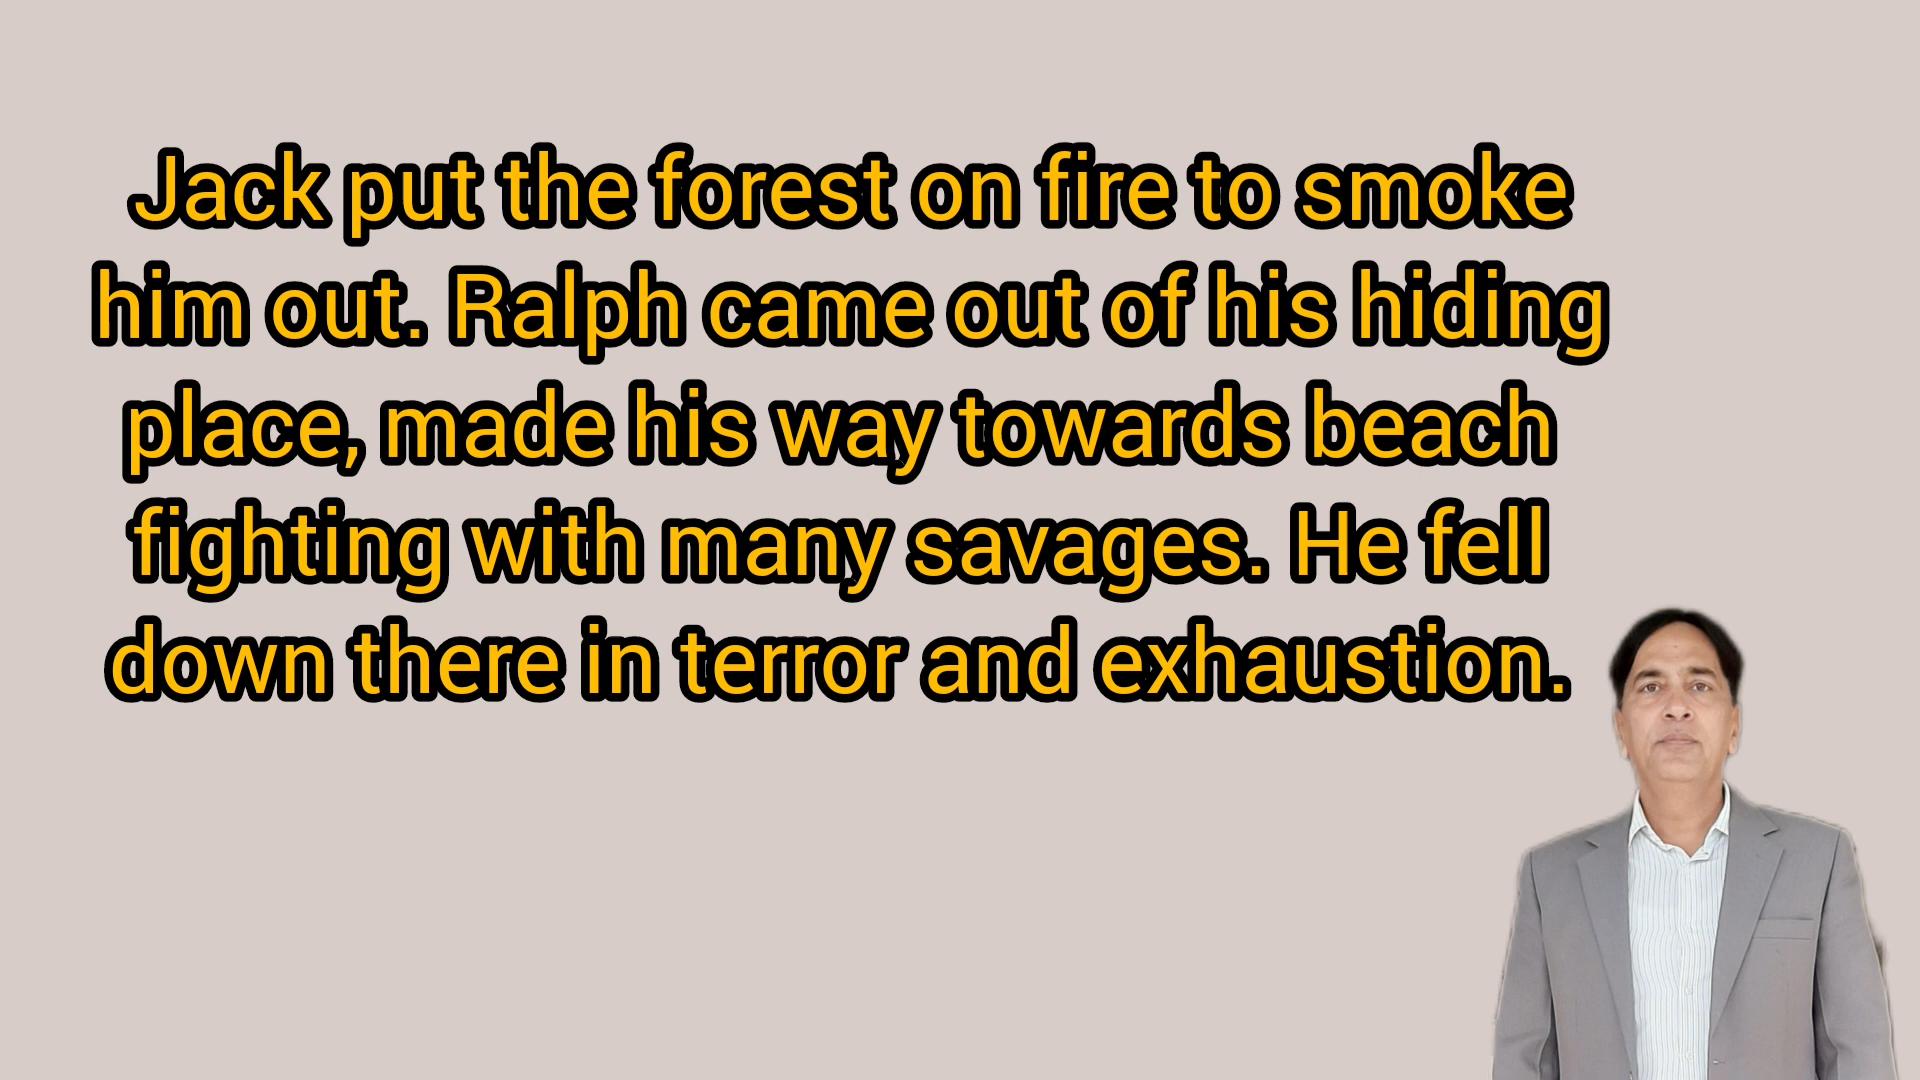 Jack put the forest on fire to smoke
him out. Ralph came out of his hiding
place, made his way towards beach
fighting with many savages. He fell
down there in terror and exhaustion.